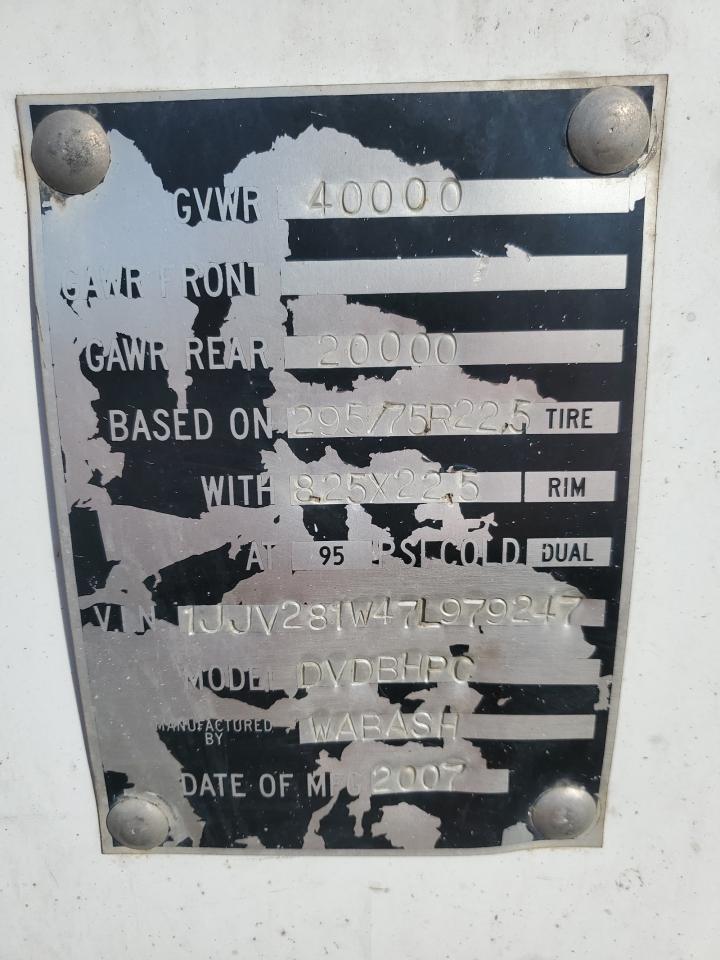 GVWR 40000
GAWR FRONT
GAWR REAR 20000
BASED ON 295/75R22.5 TIRE
WITH 8.25X22.5 RIM
AT 95 PSI COLD DUAL
V.I.N. 1JJV281W47L979247
MODEL DVDBHPC
MANUFACTURED
BY WABASH
DATE OF MFG 2007